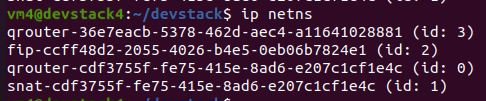 vm4@devstack4:~/devstack$ ip netns
qrouter-36e7eacb-5378-462d-aec4-a11641028881 (id: 3)
fip-ccff48d2-2055-4026-b4e5-0eb06b7824e1 (id: 2)
qrouter-cdf3755f-fe75-415e-8ad6-e207c1cf1e4c (id: 0)
snat-cdf3755f-fe75-415e-8ad6-e207c1cf1e4c (id: 1)